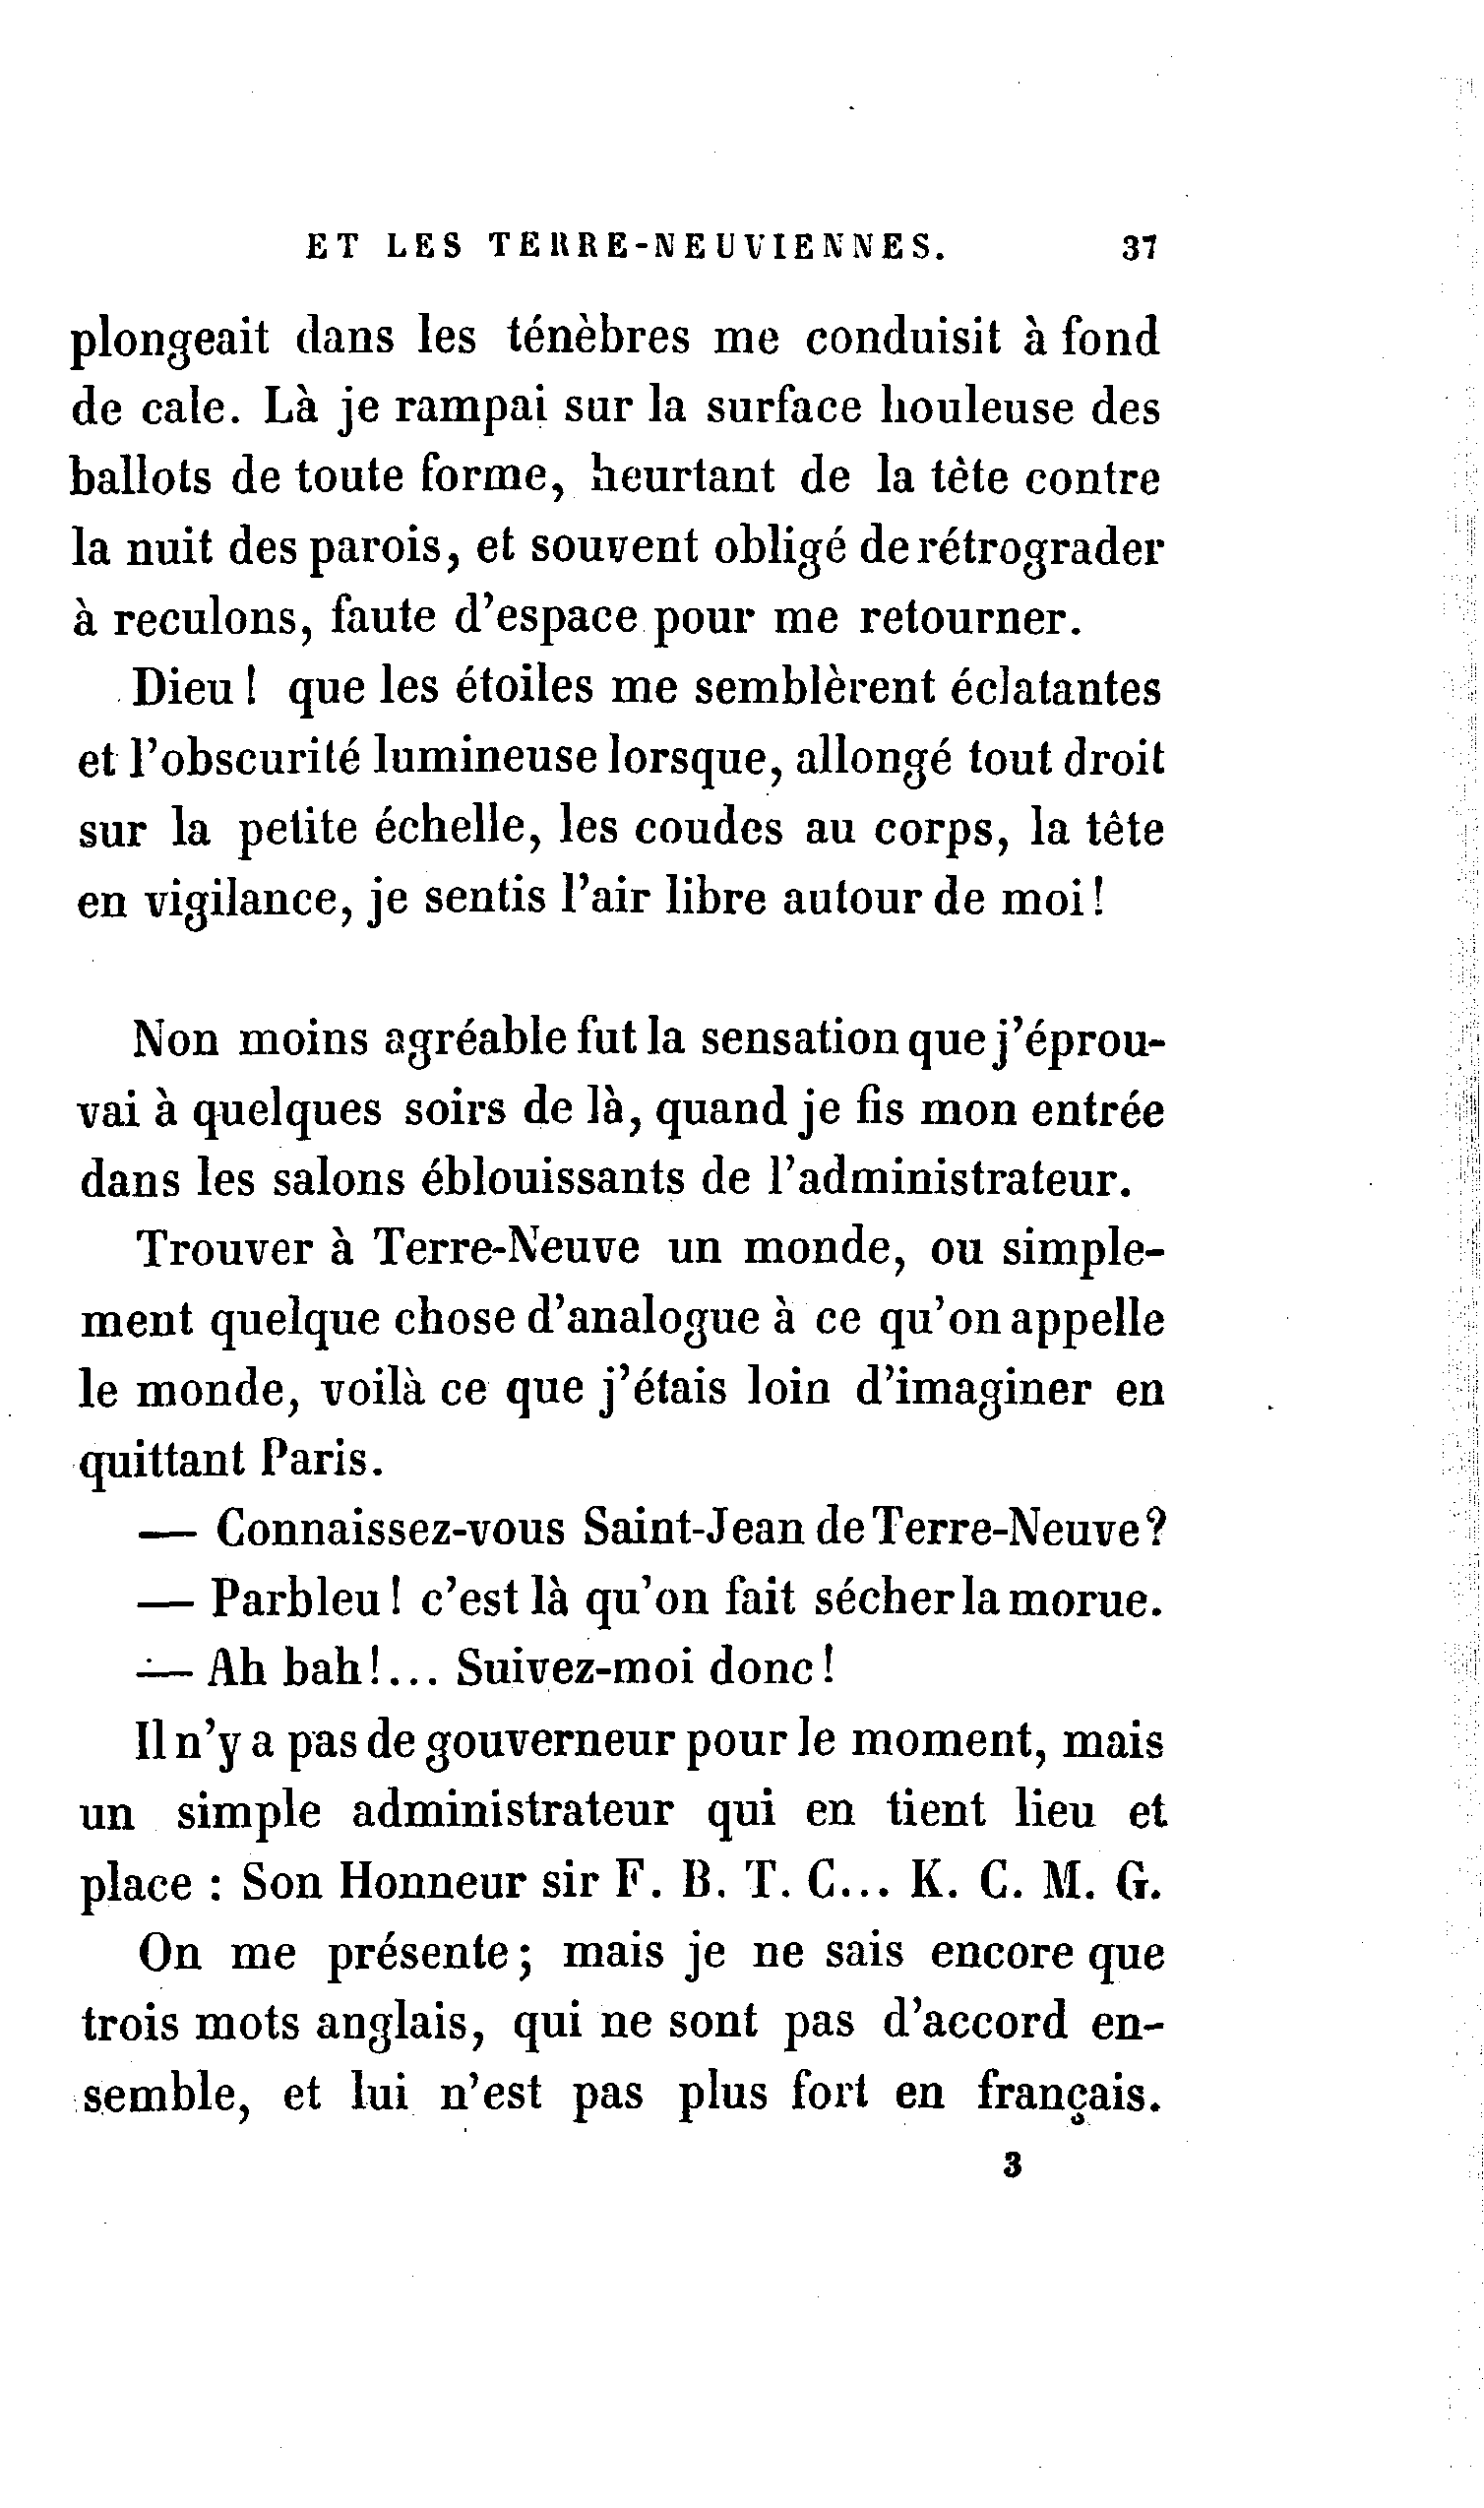 ET LES TERRE-NEUVIENNES. 37
plongeait dans les ténèbres me conduisit à fond
de cale. Là je rampai sur la surface houleuse des
ballots de toute forme, heurtant de la tète contre
la nuit des parois, et souvent obligé de rétrograder
à reculons, faute d'espace pour me retourner.
Dieu ! que les étoiles me semblèrent éclatantes
et l'obscurité lumineuse lorsque, allongé tout droit
sur la petite échelle, les coudes au corps, la tête
en vigilance, je sentis l'air libre autour de moi !
Non moins agréable fut la sensation que j'éprou-
vai à quelques soirs de là, quand je fis mon entrée
dans les salons éblouissants de l'administrateur.
Trouver à Terre-Neuve un monde, ou simple-
ment quelque chose d'analogue à ce qu'on appelle
le monde, voilà ce que j'étais loin d'imaginer en
quittant Paris.
— Connaissez-vous Saint-Jean de Terre-Neuve ?
— Parbleu ! c'est là qu'on fait sécher la morue.
— Ah bah !... Suivez-moi donc !
Il n'y a pas de gouverneur pour le moment, mais
un simple administrateur qui en tient lieu et
place : Son Honneur sir F. B. T. C... K. C. M. G.
On me présente ; mais je ne sais encore que
trois mots anglais, qui ne sont pas d'accord en-
semble, et lui n'est pas plus fort en français.
3